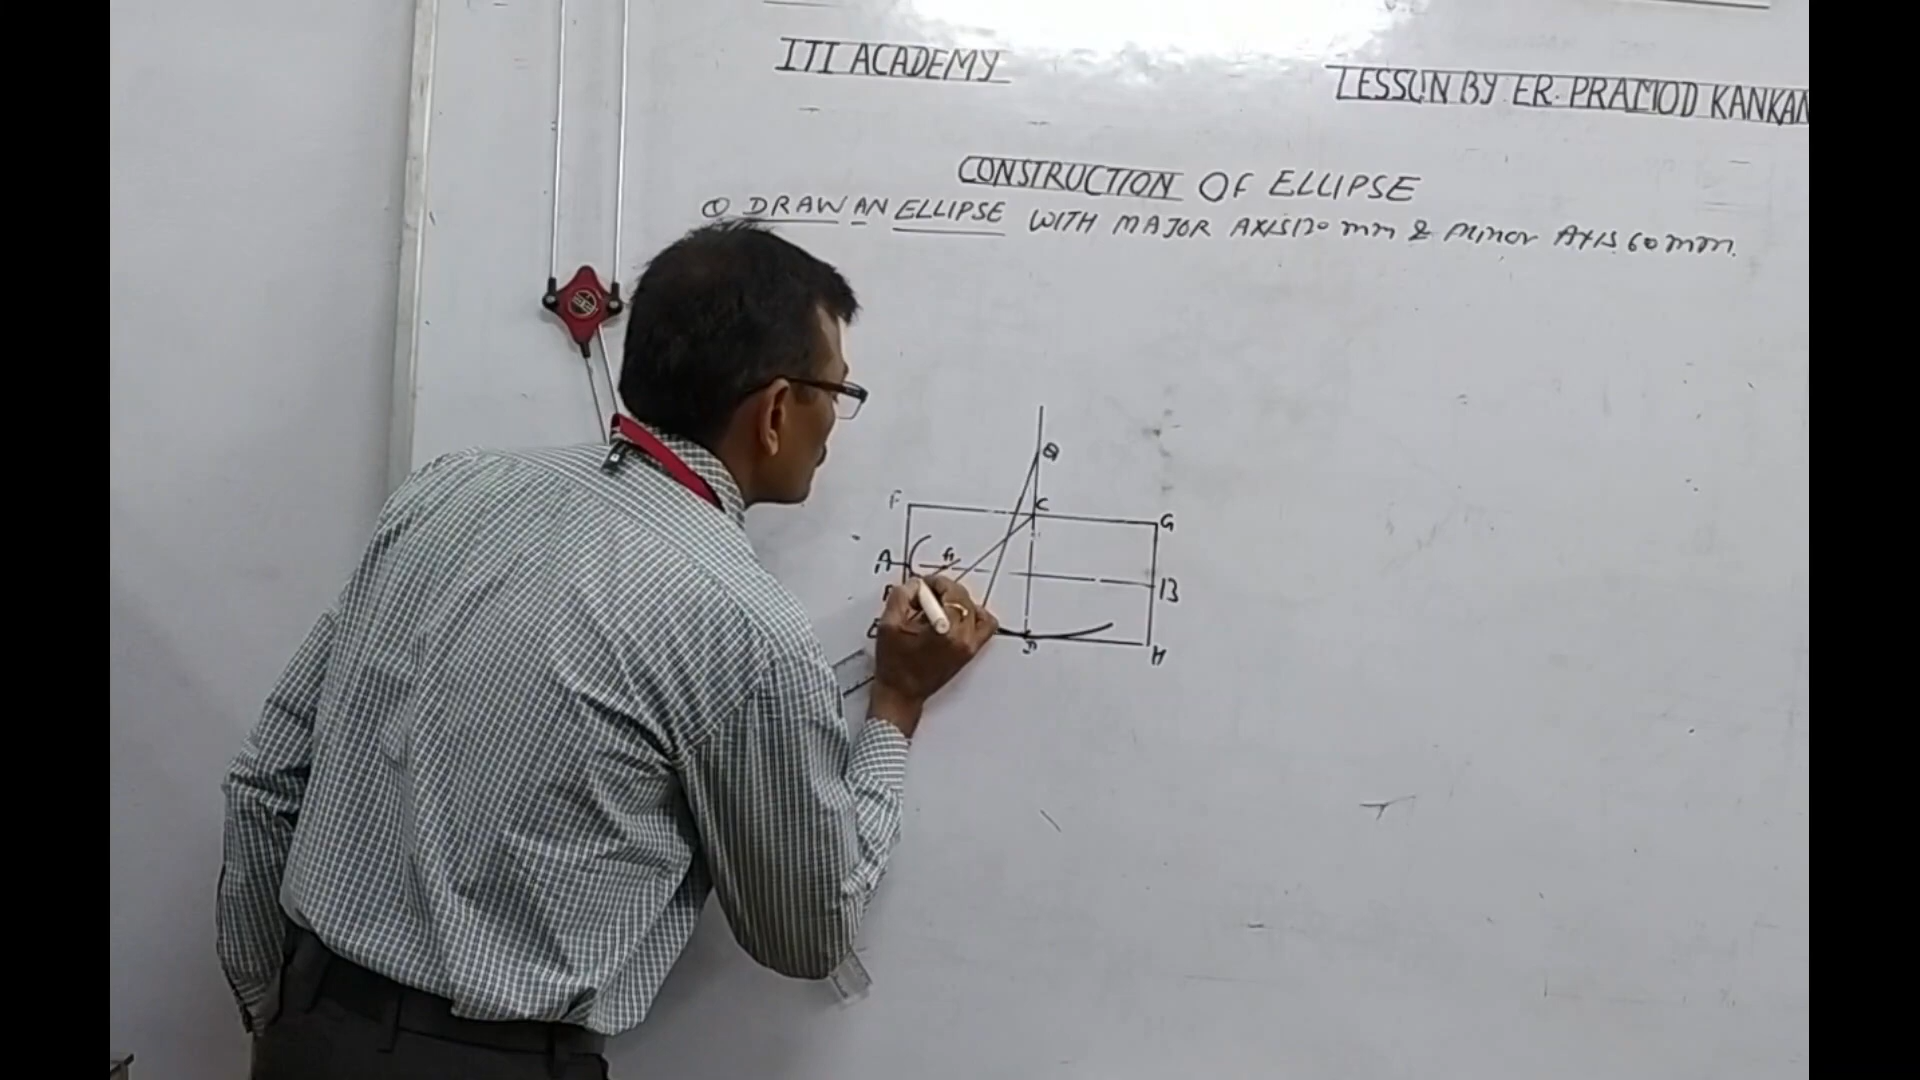 ITI ACADEMY
LESSON BY ER. PRAMOD KANKAN
CONSTRUCTION OF ELLIPSE
① DRAW AN ELLIPSE WITH MAJOR AXIS 120 mm & Minor AXIS 60 mm.
Q
F
C
G
A
B
D
H